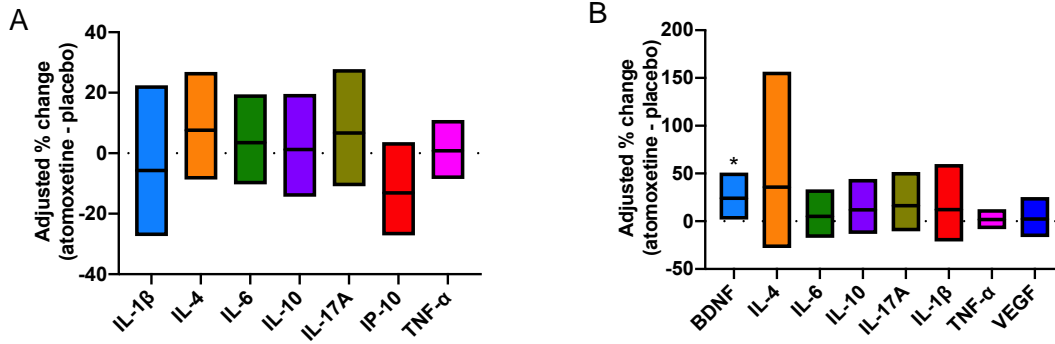 A
Adjusted % change
(atomoxetine - placebo)
40
20
0
-20
-40
IL-1β
IL-4
IL-6
IL-10
IL-17A
IP-10
TNF-α
B
Adjusted % change
(atomoxetine - placebo)
200
150
100
50
0
-50
*
BDNF
IL-4
IL-6
IL-10
IL-17A
IL-1β
TNF-α
VEGF